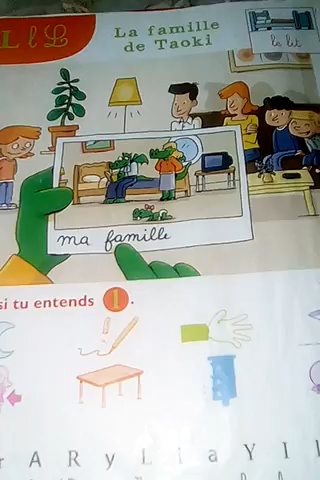 L l L
La famille
de Taoki
le lit
ma famille
si tu entends 1.
r A R y L i a Y I l